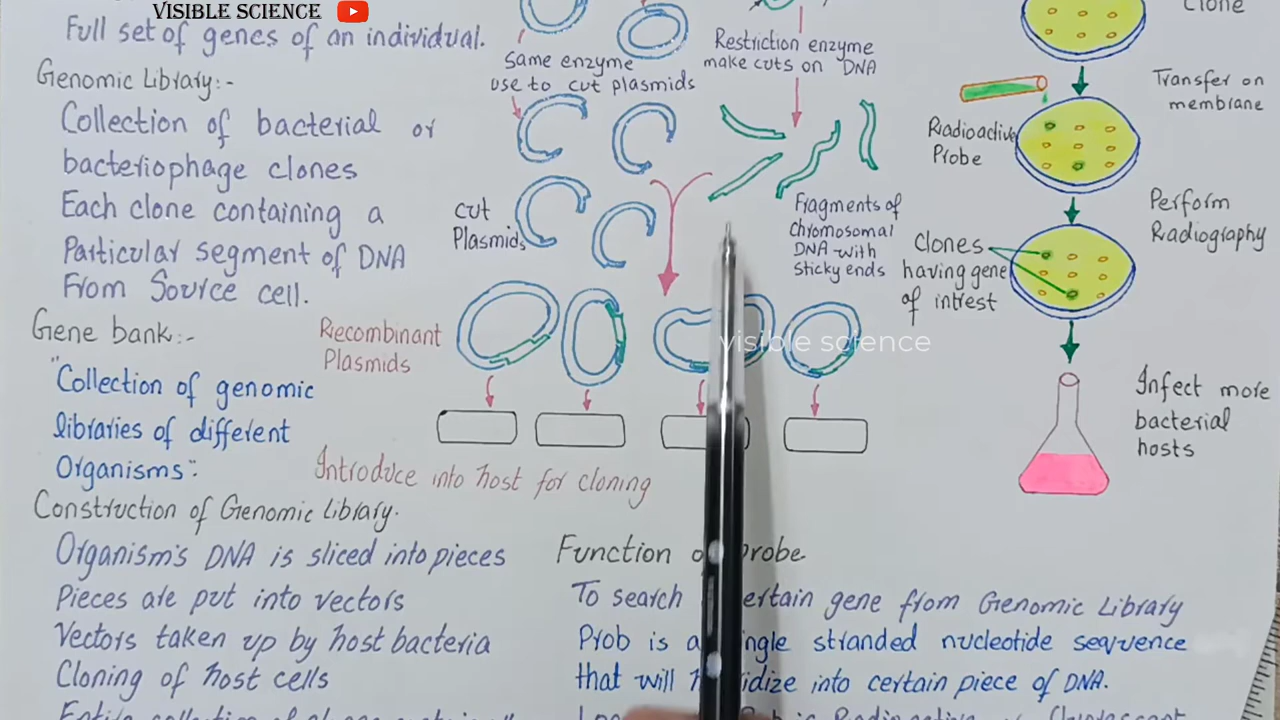 VISIBLE SCIENCE
Full set of genes of an individual.
Genomic Library:-
Collection of bacterial or
bacteriophage clones
Each clone containing a
Particular segment of DNA
From Source cell.
Gene bank:-
"Collection of genomic
libraries of different
Organisms":
Construction of Genomic Library.
Organism's DNA is sliced into pieces
Pieces are put into vectors
Vectors taken up by host bacteria
Cloning of host cells
Same enzyme
use to cut plasmids
Restriction enzyme
make cuts on DNA
cut
Plasmids
Fragments of
chromosomal
DNA with
sticky ends
Recombinant
Plasmids
visible science
Introduce into host for cloning
Clone
Transfer on
membrane
Riadioactive
Probe
Perform
Radiography
Clones
having gene
of intrest
Infect more
bacterial
hosts
Function probe
To search gene from Genomic Library
Prob is stranded nucleotide sequence
that will into certain piece of DNA.